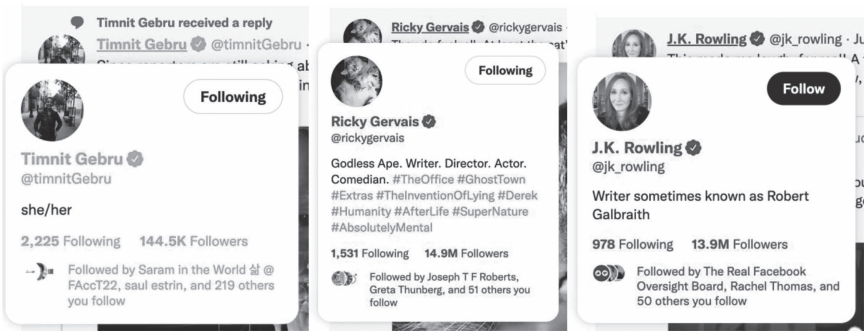 Timnit Gebru received a reply
Timnit Gebru @timnitGebru ·
Timnit Gebru
@timnitGebru
Following
she/her
2,225 Following 144.5K Followers
Followed by Saram in the World 삶 @
FAccT22, saul estrin, and 219 others
you follow
Ricky Gervais @rickygervais ·
Following
Ricky Gervais
@rickygervais
Godless Ape. Writer. Director. Actor.
Comedian. #TheOffice #GhostTown
#Extras #TheInventionOfLying #Derek
#Humanity #AfterLife #SuperNature
#AbsolutelyMental
1,531 Following 14.9M Followers
Followed by Joseph T F Roberts,
Greta Thunberg, and 51 others you
follow
J.K. Rowling @jk_rowling ·
Follow
J.K. Rowling
@jk_rowling
Writer sometimes known as Robert
Galbraith
978 Following 13.9M Followers
Followed by The Real Facebook
Oversight Board, Rachel Thomas, and
50 others you follow